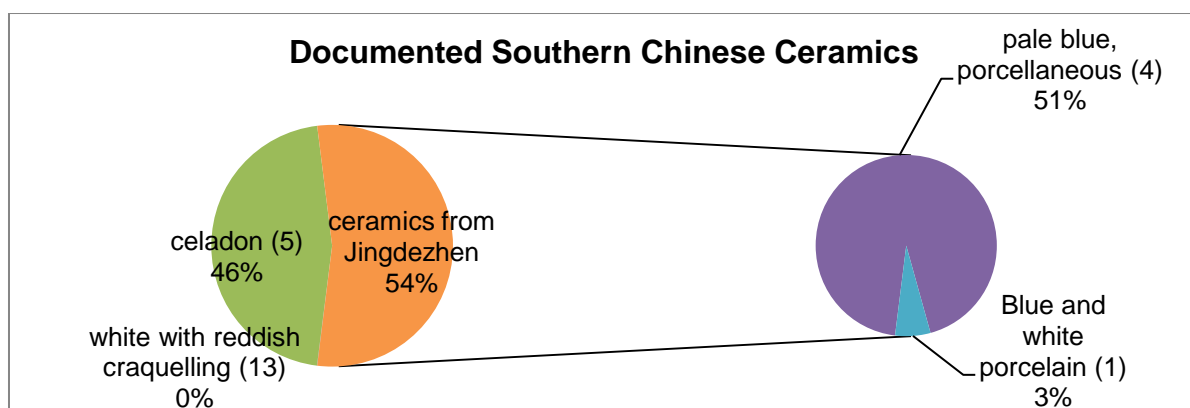 Documented Southern Chinese Ceramics
pale blue,
porcellaneous (4)
51%
celadon (5)
46%
ceramics from
Jingdezhen
54%
white with reddish
craquelling (13)
0%
Blue and
white
porcelain (1)
3%